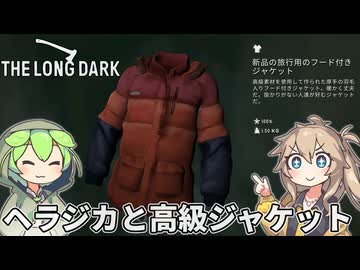 THE LONG DARK
新品の旅行用のフード付き
ジャケット
高級素材を使用して作られた厚手の羽毛
入りフード付きジャケット。暖かく丈夫
だ。抜かりがない人達が好むジャケット
だ。
100%
1.50 KG
ヘラジカと高級ジャケット